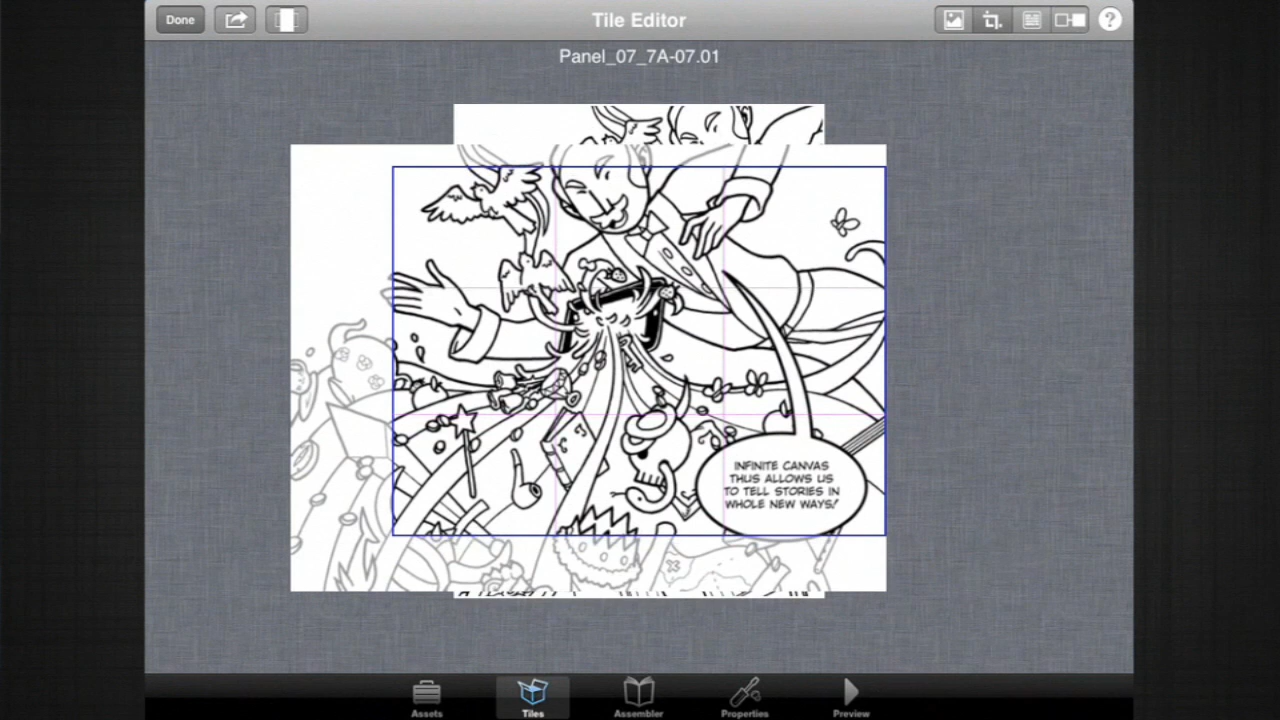 Done
Tile Editor
?
Panel_07_7A-07.01
INFINITE CANVAS
THUS ALLOWS US
TO TELL STORIES IN
WHOLE NEW WAYS!
Assets
Tiles
Assembler
Properties
Preview